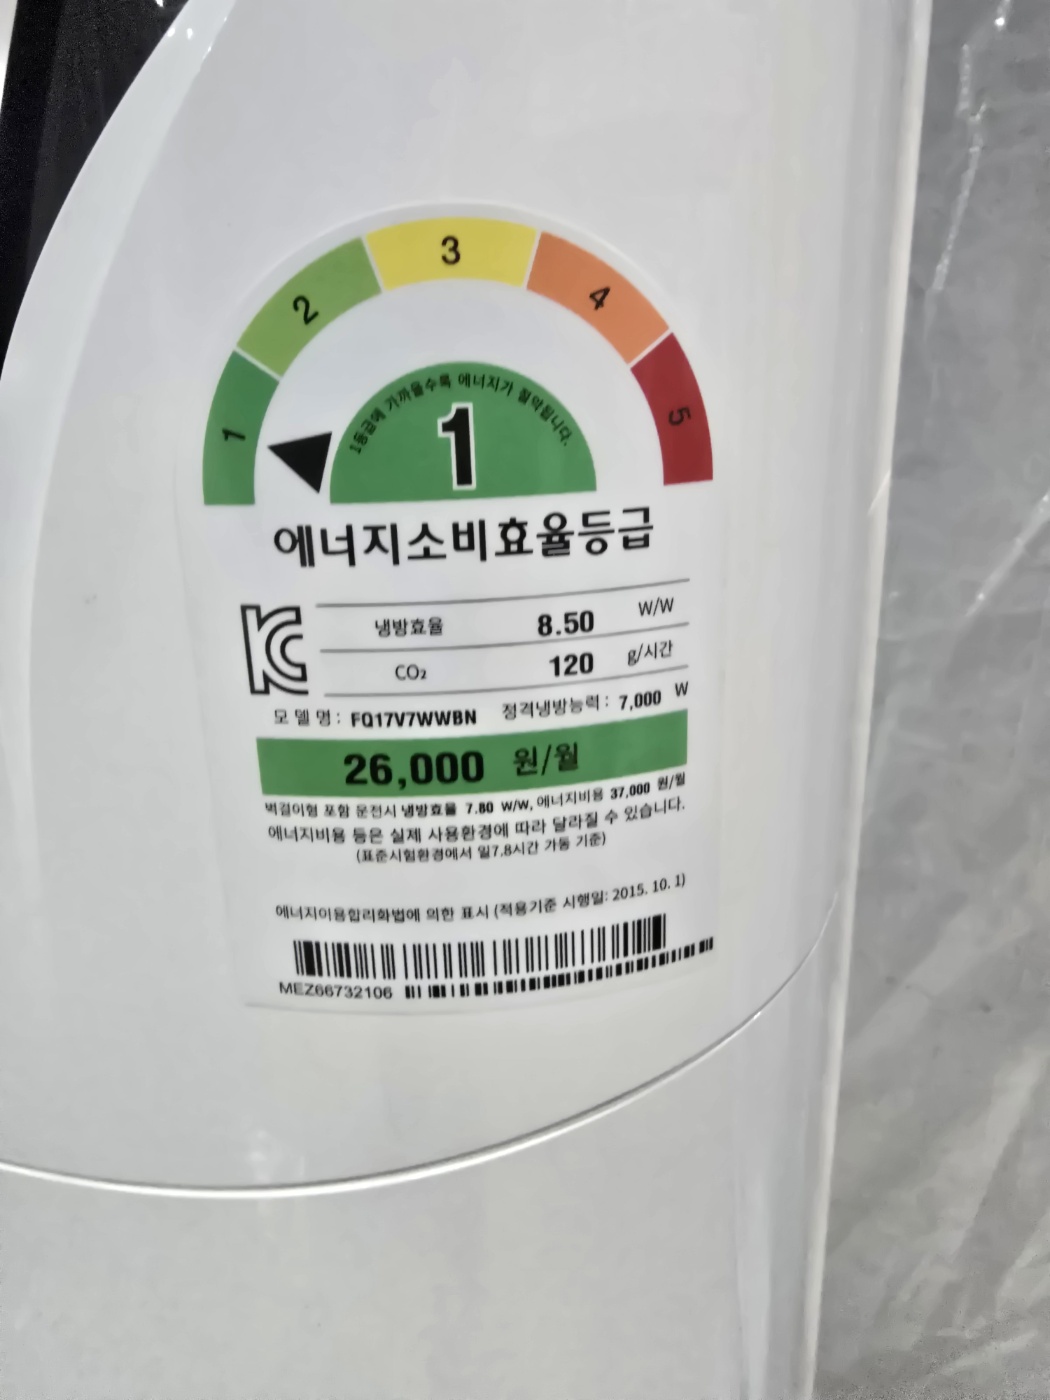 3
2
4
1
5
1등급에 가까울수록 에너지가 절약됩니다.
1
에너지소비효율등급
냉방효율 8.50 W/W
CO₂ 120 g/시간
모델명: FQ17V7WWBN 정격냉방능력: 7,000 W
26,000 원/월
벽걸이형 포함 운전시 냉방효율 7.80 W/W, 에너지비용 37,000 원/월
에너지비용 등은 실제 사용환경에 따라 달라질 수 있습니다.
(표준시험환경에서 일7.8시간 가동 기준)
에너지이용합리화법에 의한 표시 (적용기준 시행일: 2015. 10. 1)
MEZ66732106